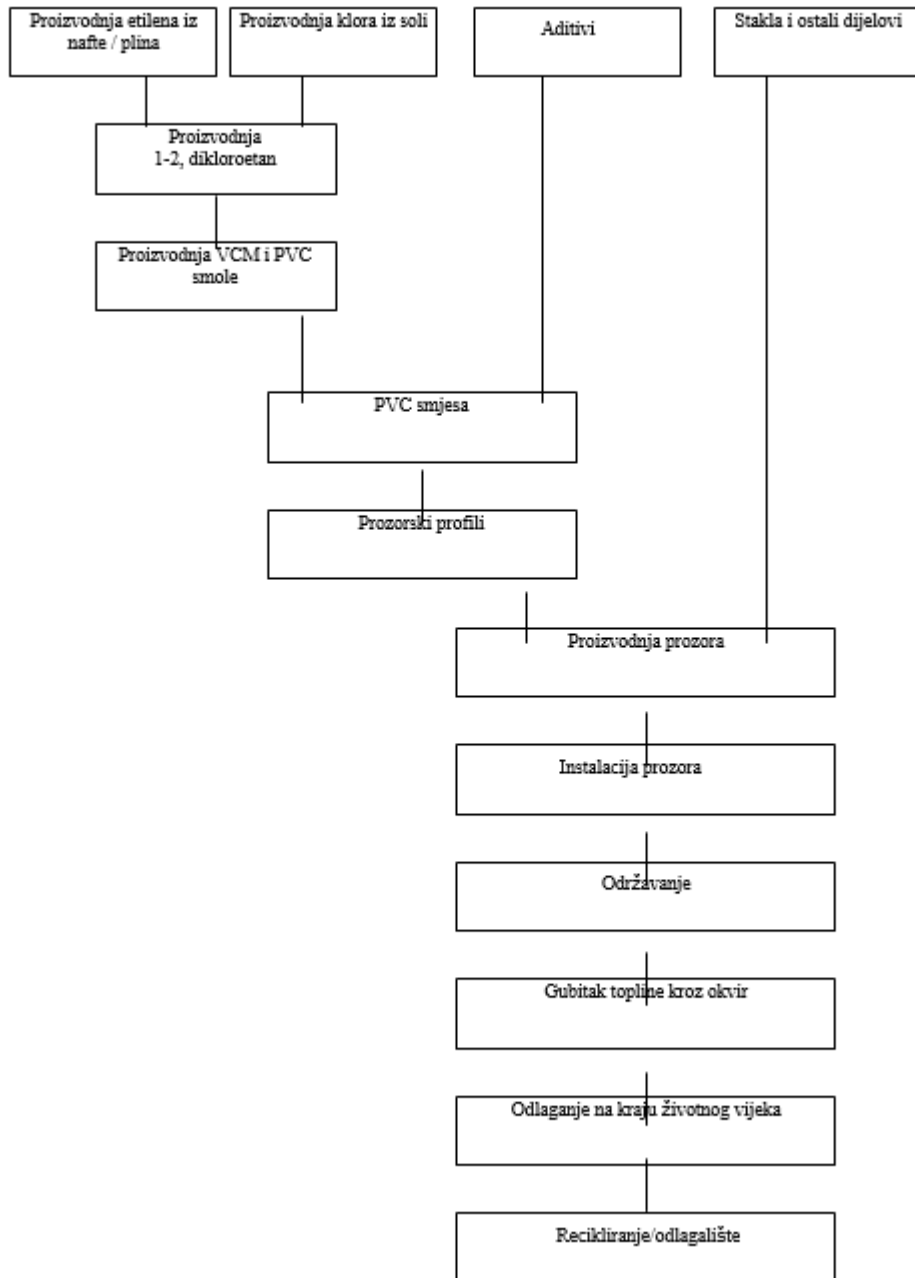 Proizvodnja etilena iz
nafte / plina
Proizvodnja klora iz soli
Aditivi
Stakla i ostali dijelovi
Proizvodnja
1-2, dikloroetan
Proizvodnja VCM i PVC
smole
PVC smjesa
Prozorski profili
Proizvodnja prozora
Instalacija prozora
Održavanje
Gubitak topline kroz okvir
Odlaganje na kraju životnog vijeka
Recikliranje/odlagalište